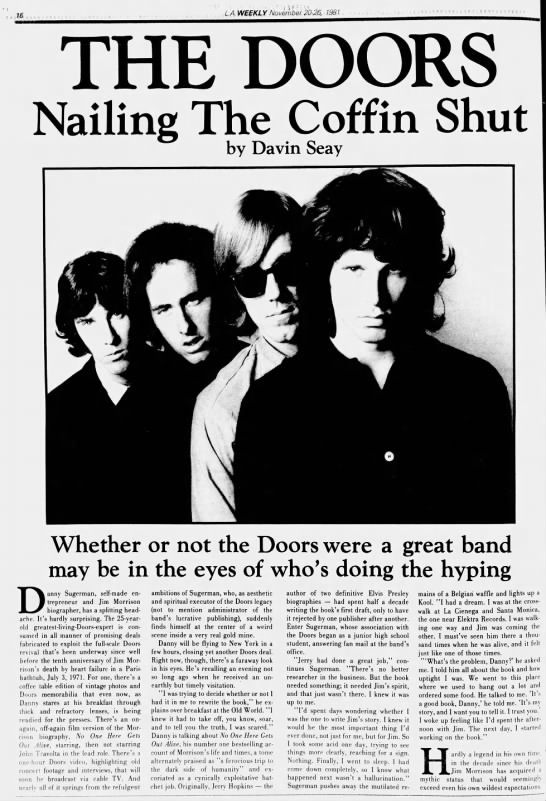 16
L.A. WEEKLY November 20-26, 1981
THE DOORS
Nailing The Coffin Shut
by Davin Seay
Whether or not the Doors were a great band
may be in the eyes of who's doing the hyping
Danny Sugerman, self-made en-
trepreneur and Jim Morrison
biographer, has a splitting head-
ache. It's hardly surprising. The 25-year-
old greatest-living-Doors-expert is con-
sumed in all manner of promising deals
fabricated to exploit the full-scale Doors
revival that's been underway since well
before the tenth anniversary of Jim Mor-
rison's death by heart failure in a Paris
bathtub, July 3, 1971. For one, there's a
coffee table edition of vintage photos and
Doors memorabilia that even now, as
Danny stares at his breakfast through
thick and refractory lenses, is being
readied for the presses. There's an on-
again, off-again film version of the Mor-
rison biography, No One Here Gets
Out Alive, starring, then not starring
John Travolta in the lead role. There's a
one-hour Doors video, highlighting old
concert footage and interviews, that will
soon be broadcast via cable TV. And
nearly all of it springs from the refulgent
ambitions of Sugerman, who, as aesthetic
and spiritual executor of the Doors legacy
(not to mention administrator of the
band's lucrative publishing), suddenly
finds himself at the center of a weird
scene inside a very real gold mine.
Danny will be flying to New York in a
few hours, closing yet another Doors deal.
Right now, though, there's a faraway look
in his eyes. He's recalling an evening not
so long ago when he received an un-
earthly but timely visitation.
"I was trying to decide whether or not I
had it in me to rewrite the book," he ex-
plains over breakfast at the Old World. "I
knew it had to take off, you know, soar,
and to tell you the truth, I was scared."
Danny is talking about No One Here Gets
Out Alive, his number one bestselling ac-
count of Morrison's life and times, a tome
alternately praised as "a ferocious trip to
the dark side of humanity" and ex-
coriated as a cynically exploitative hat-
chet job. Originally, Jerry Hopkins — the
author of two definitive Elvis Presley
biographies — had spent half a decade
writing the book's first draft, only to have
it rejected by one publisher after another.
Enter Sugerman, whose association with
the Doors began as a junior high school
student, answering fan mail at the band's
office.
"Jerry had done a great job," con-
tinues Sugerman. "There's no better
researcher in the business. But the book
needed something; it needed Jim's spirit,
and that just wasn't there. I knew it was
up to me.
"I'd spent days wondering whether I
was the one to write Jim's story. I knew it
would be the most important thing I'd
ever done, not just for me, but for Jim. So
I took some acid one day, trying to see
things more clearly, reaching for a sign.
Nothing. Finally, I went to sleep. I had
come down completely, so I know what
happened next wasn't a hallucination."
Sugerman pushes away the mutilated re-
mains of a Belgian waffle and lights up a
Kool. "I had a dream. I was at the cross-
walk at La Cienega and Santa Monica,
the one near Elektra Records. I was walk-
ing one way and Jim was coming the
other. I must've seen him there a thou-
sand times when he was alive, and it felt
just like one of those times.
"'What's the problem, Danny?' he asked
me. I told him all about the book and how
uptight I was. We went to this place
where we used to hang out a lot and
ordered some food. He talked to me. 'It's
a good book, Danny,' he told me. 'It's my
story, and I want you to tell it. I trust you.'
I woke up feeling like I'd spent the after-
noon with Jim. The next day, I started
working on the book."
Hardly a legend in his own time,
in the decade since his death
Jim Morrison has acquired a
mythic status that would seemingly
exceed even his own wildest expectations